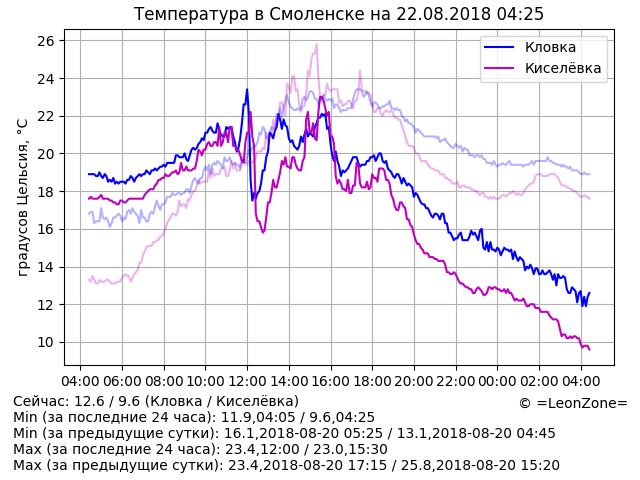 Температура в Смоленске на 22.08.2018 04:25
градусов Цельсия, °C
26
24
22
20
18
16
14
12
10
Кловка
Киселёвка
04:00 06:00 08:00 10:00 12:00 14:00 16:00 18:00 20:00 22:00 00:00 02:00 04:00
Сейчас: 12.6 / 9.6 (Кловка / Киселёвка)
© =LeonZone=
Min (за последние 24 часа): 11.9,04:05 / 9.6,04:25
Min (за предыдущие сутки): 16.1,2018-08-20 05:25 / 13.1,2018-08-20 04:45
Max (за последние 24 часа): 23.4,12:00 / 23.0,15:30
Max (за предыдущие сутки): 23.4,2018-08-20 17:15 / 25.8,2018-08-20 15:20